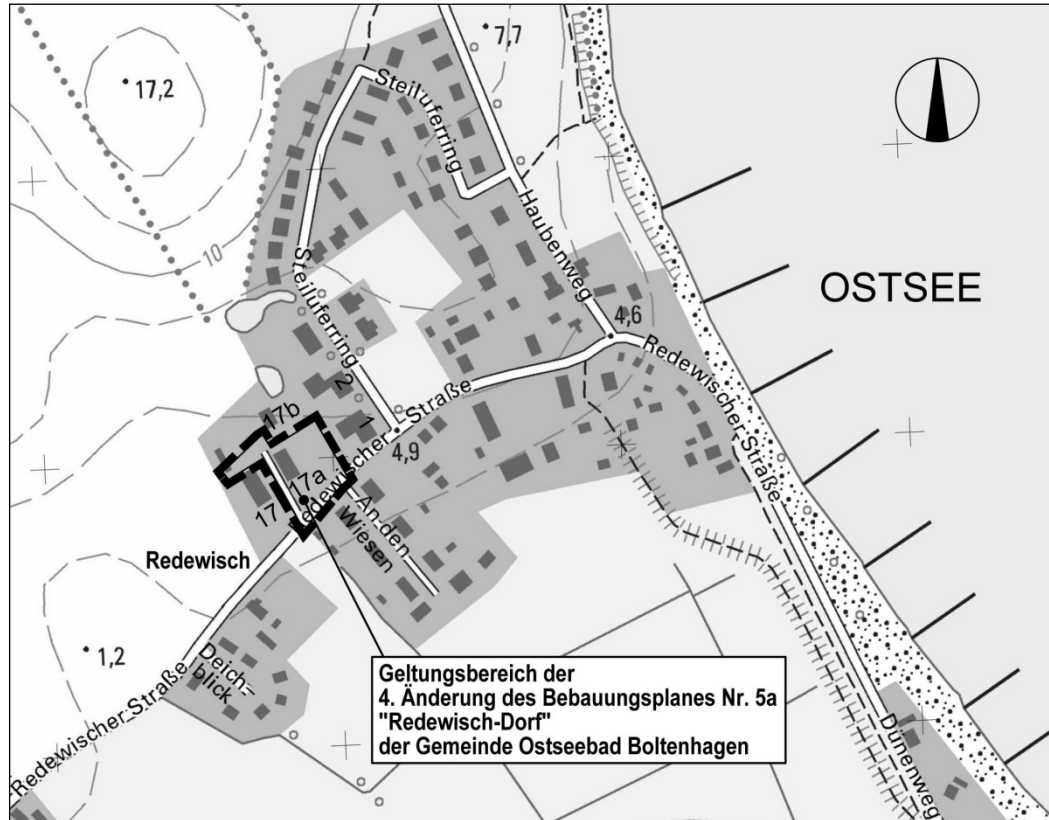 7,7
17,2
Steiluferring
10
Haubenweg
OSTSEE
Steiluferring
4,6
Redewischer Straße
2
1
17b
Redewischer Straße
4,9
17a
17
An den
Wiesen
Redewisch
1,2
Deich-
blick
Redewischer Straße
Geltungsbereich der
4. Änderung des Bebauungsplanes Nr. 5a
"Redewisch-Dorf"
der Gemeinde Ostseebad Boltenhagen
Dünenweg